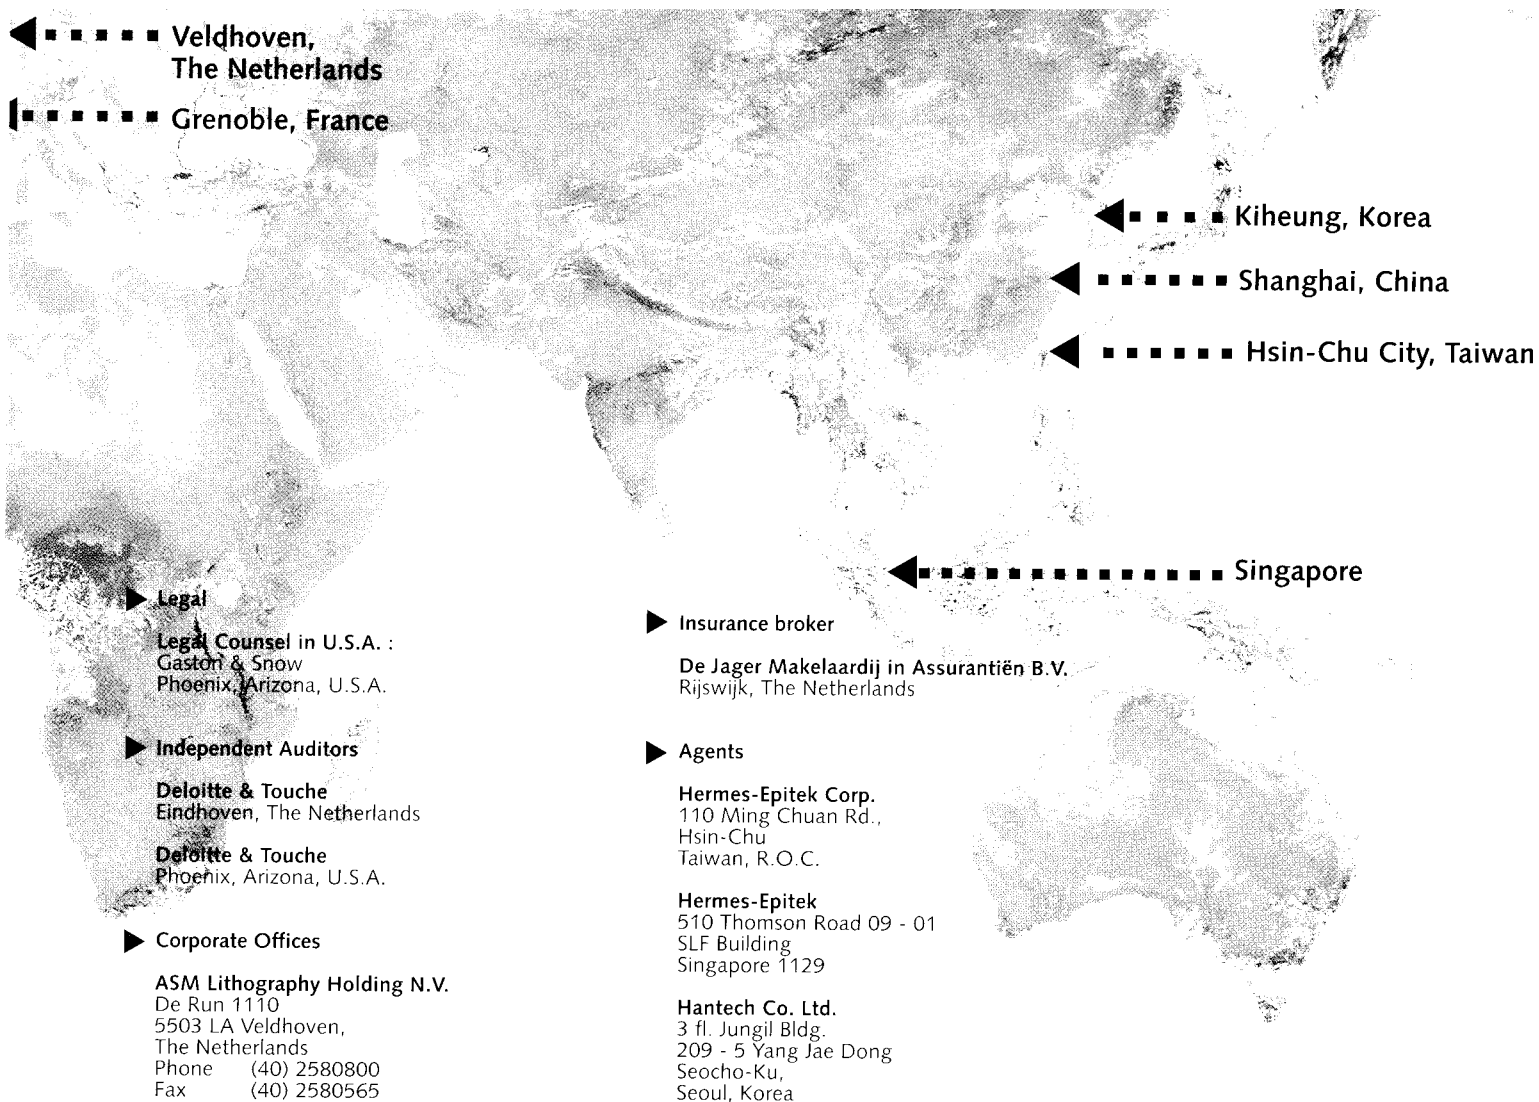 Veldhoven,
The Netherlands
Grenoble, France
Kiheung, Korea
Shanghai, China
Hsin-Chu City, Taiwan
Singapore
Legal
Legal Counsel in U.S.A. :
Gaston & Snow
Phoenix, Arizona, U.S.A.
Independent Auditors
Deloitte & Touche
Eindhoven, The Netherlands
Deloitte & Touche
Phoenix, Arizona, U.S.A.
Corporate Offices
ASM Lithography Holding N.V.
De Run 1110
5503 LA Veldhoven,
The Netherlands
Phone (40) 2580800
Fax (40) 2580565
Insurance broker
De Jager Makelaardij in Assurantiën B.V.
Rijswijk, The Netherlands
Agents
Hermes-Epitek Corp.
110 Ming Chuan Rd.,
Hsin-Chu
Taiwan, R.O.C.
Hermes-Epitek
510 Thomson Road 09 - 01
SLF Building
Singapore 1129
Hantech Co. Ltd.
3 fl. Jungil Bldg.
209 - 5 Yang Jae Dong
Seocho-Ku,
Seoul, Korea